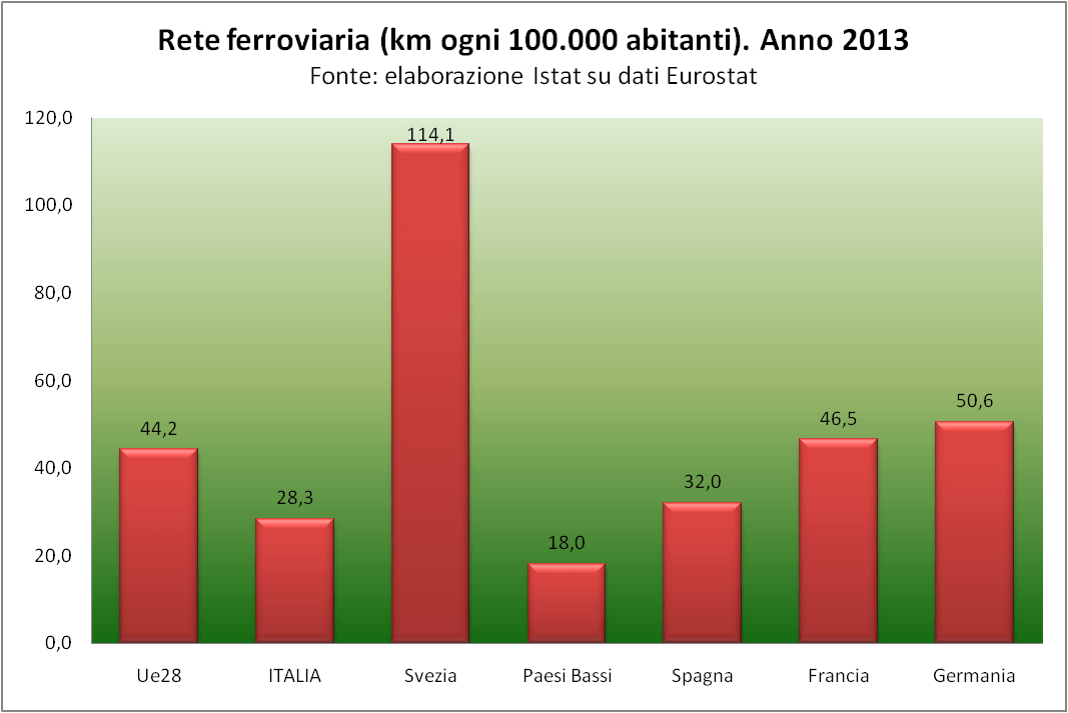 Rete ferroviaria (km ogni 100.000 abitanti). Anno 2013
Fonte: elaborazione Istat su dati Eurostat
120,0
100,0
80,0
60,0
40,0
20,0
0,0
44,2
28,3
114,1
18,0
32,0
46,5
50,6
Ue28
ITALIA
Svezia
Paesi Bassi
Spagna
Francia
Germania